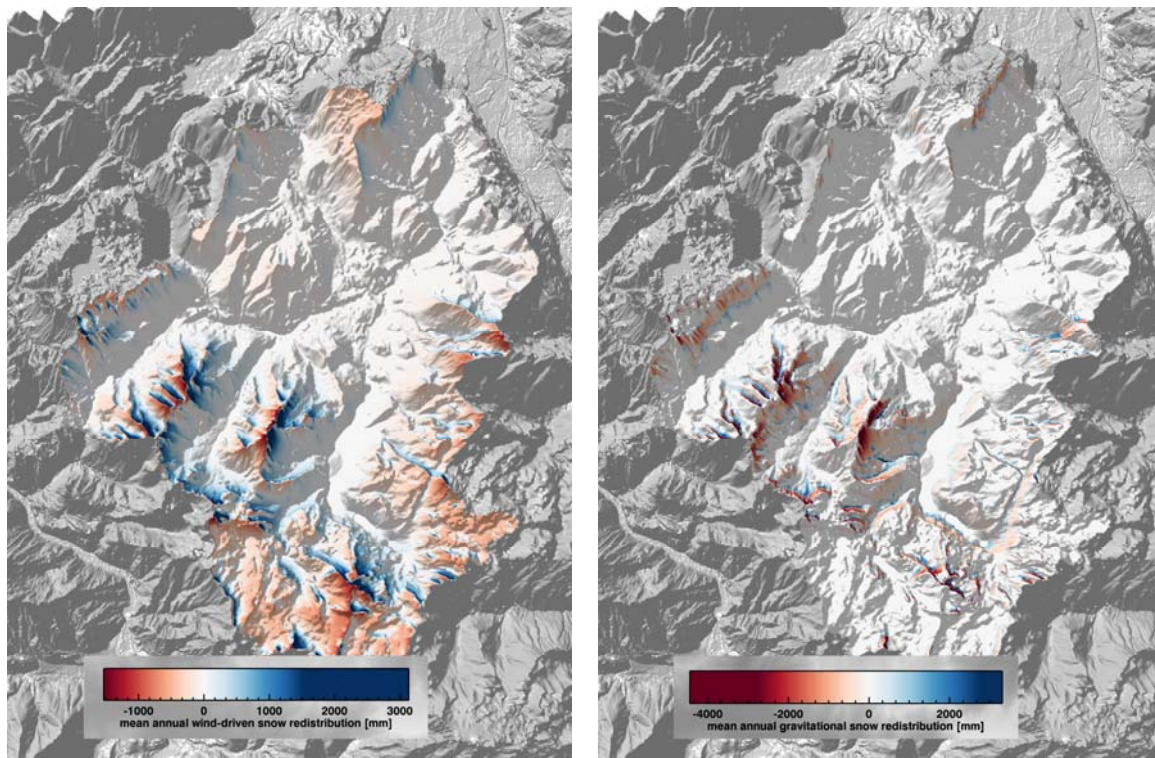 -1000 0 1000 2000 3000
mean annual wind-driven snow redistribution [mm]
-4000 -2000 0 2000
mean annual gravitational snow redistribution [mm]